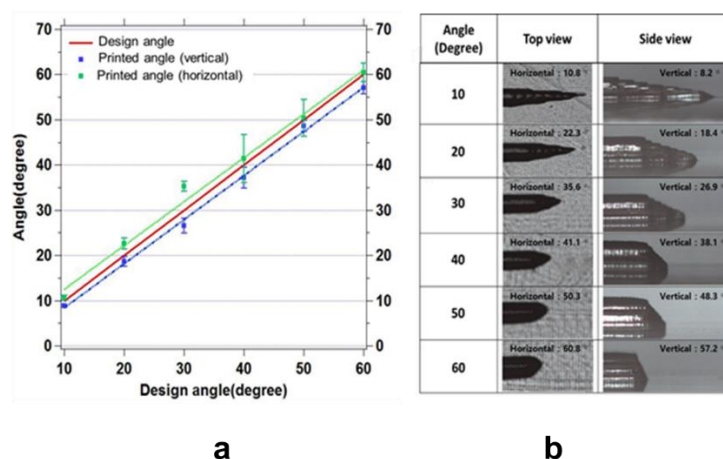 70
60
50
40
30
20
10
0
Design angle
Printed angle (vertical)
Printed angle (horizontal)
70
60
50
40
30
20
10
0
10 20 30 40 50 60
Angle(degree)
Design angle(degree)
a
Angle (Degree) Top view Side view
10 Horizontal : 10.8 ° Vertical : 8.2 °
20 Horizontal : 22.3 ° Vertical : 18.4 °
30 Horizontal : 35.6 ° Vertical : 26.9 °
40 Horizontal : 41.1 ° Vertical : 38.1 °
50 Horizontal : 50.3 ° Vertical : 48.3 °
60 Horizontal : 60.8 ° Vertical : 57.2 °
b